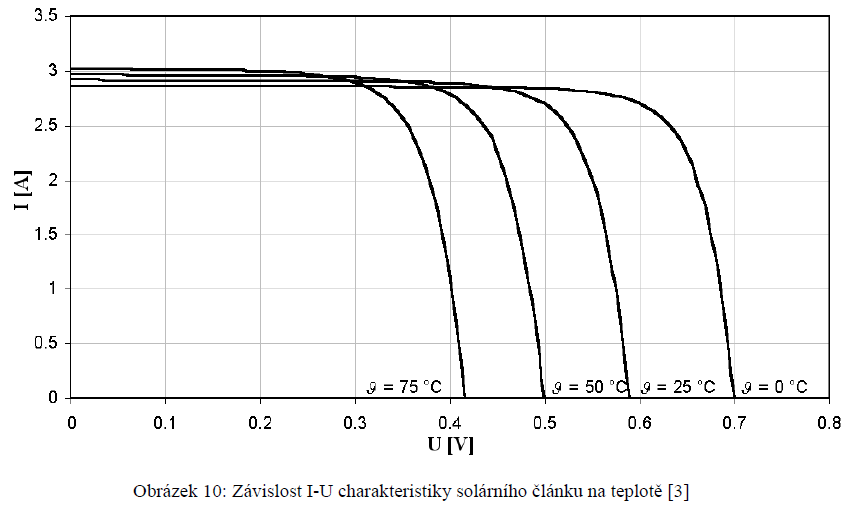 3.5
3
2.5
2
1.5
1
0.5
0
I [A]
ϑ = 75 °C
ϑ = 50 °C
ϑ = 25 °C
ϑ = 0 °C
0
0.1
0.2
0.3
0.4
0.5
0.6
0.7
0.8
U [V]
Obrázek 10: Závislost I-U charakteristiky solárního článku na teplotě [3]